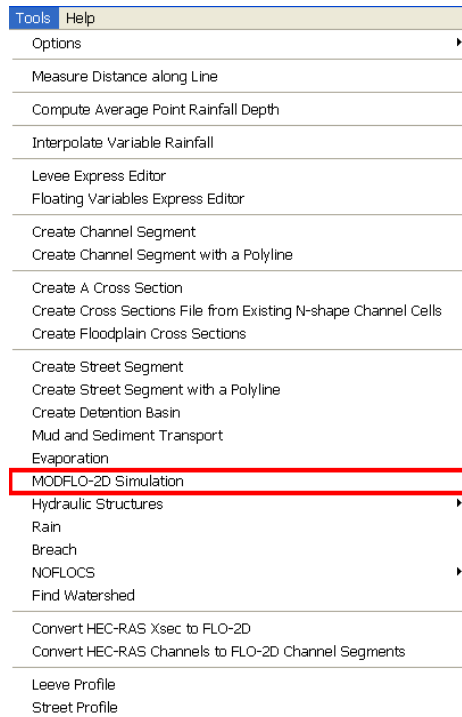 Tools Help
Options
Measure Distance along Line
Compute Average Point Rainfall Depth
Interpolate Variable Rainfall
Levee Express Editor
Floating Variables Express Editor
Create Channel Segment
Create Channel Segment with a Polyline
Create A Cross Section
Create Cross Sections File from Existing N-shape Channel Cells
Create Floodplain Cross Sections
Create Street Segment
Create Street Segment with a Polyline
Create Detention Basin
Mud and Sediment Transport
Evaporation
MODFLO-2D Simulation
Hydraulic Structures
Rain
Breach
NOFLOCS
Find Watershed
Convert HEC-RAS Xsec to FLO-2D
Convert HEC-RAS Channels to FLO-2D Channel Segments
Leeve Profile
Street Profile